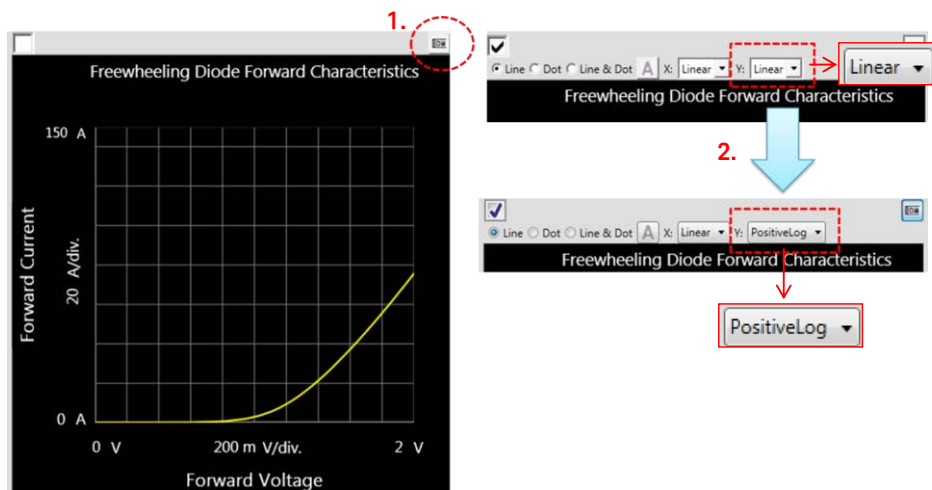 1.
Freewheeling Diode Forward Characteristics
150 A
Forward Current
20 A/div.
0 A
0 V
200 m V/div.
2 V
Forward Voltage
Line Dot Line & Dot A X: Linear Y: Linear
Linear
Freewheeling Diode Forward Characteristics
2.
Line Dot Line & Dot A X: Linear Y: PositiveLog
Freewheeling Diode Forward Characteristics
PositiveLog